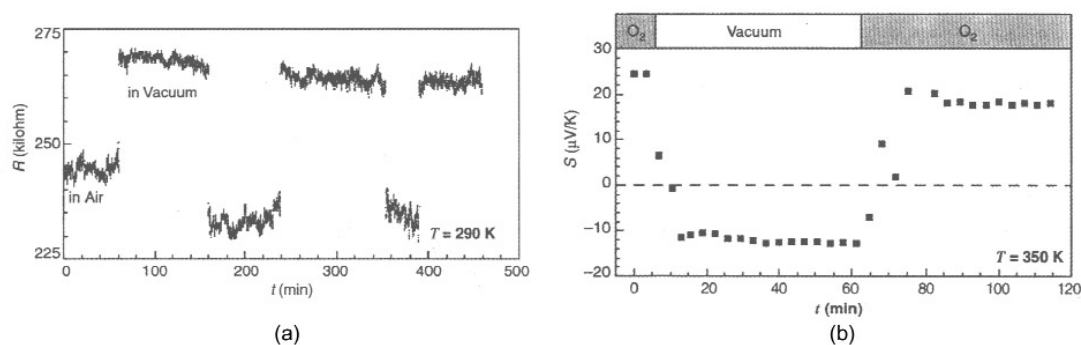 275
250
225
R (kilohm)
in Vacuum
in Air
T = 290 K
0 100 200 300 400 500
t (min)
(a)
O₂ Vacuum O₂
30
20
10
0
−10
−20
S (μV/K)
T = 350 K
0 20 40 60 80 100 120
t (min)
(b)